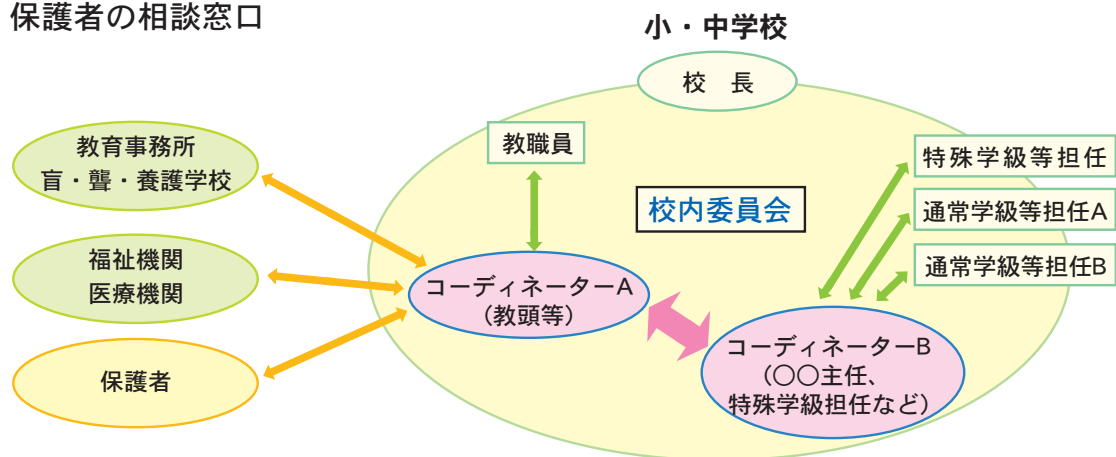 保護者の相談窓口
小・中学校
校　長
教育事務所
盲・聾・養護学校
福祉機関
医療機関
保護者
教職員
校内委員会
コーディネーターA
（教頭等）
コーディネーターB
（○○主任、
特殊学級担任など）
特殊学級等担任
通常学級等担任A
通常学級等担任B